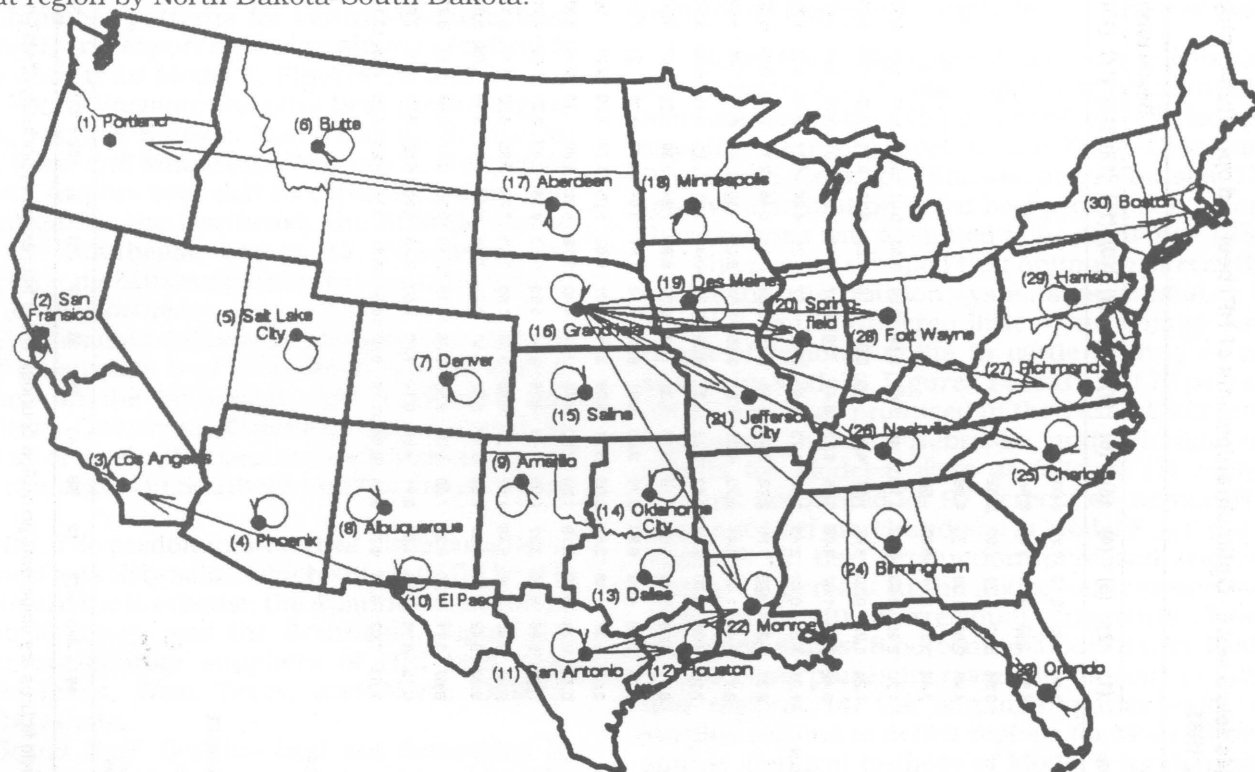 ut region by North Dakota-South Dakota.
(1) Portland
(6) Butte
(17) Aberdeen
(18) Minneapolis
(30) Boston
(2) San
Fransico
(5) Salt Lake
City
(19) Des Moines
(29) Harrisburg
(20) Spring
field
(16) Grand Island
(28) Fort Wayne
(7) Denver
(15) Salina
(27) Richmond
(21) Jefferson
City
(26) Nashville
(3) Los Angeles
(9) Amarillo
(25) Charlotte
(14) Oklahoma
City
(8) Albuquerque
(4) Phoenix
(24) Birmingham
(10) El Paso
(13) Dallas
(22) Monroe
(11) San Antonio
(12) Houston
(23) Orlando